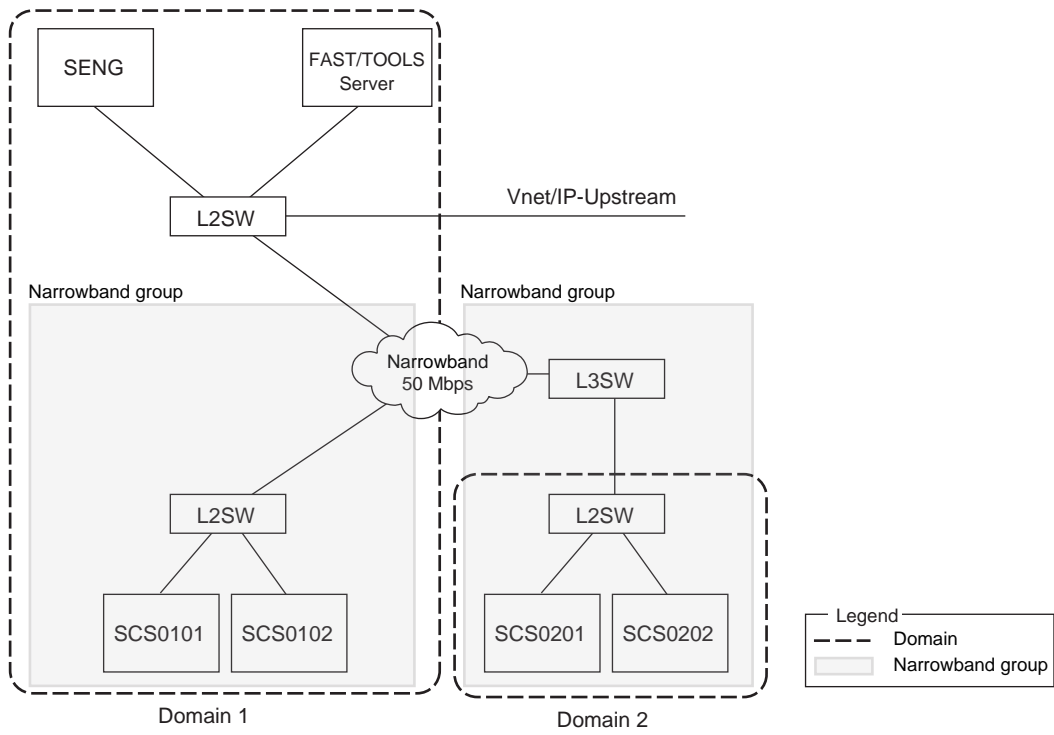 SENG
FAST/TOOLS
Server
L2SW
Vnet/IP-Upstream
Narrowband group
Narrowband group
Narrowband
50 Mbps
L3SW
L2SW
L2SW
SCS0101
SCS0102
SCS0201
SCS0202
Legend
Domain
Narrowband group
Domain 1
Domain 2